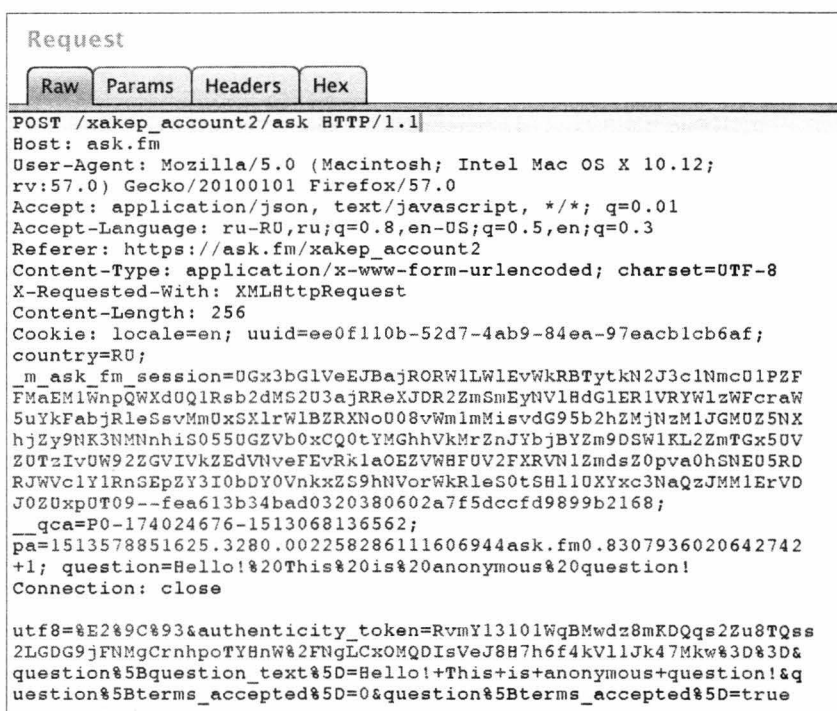 Request
Raw Params Headers Hex
POST /xakep_account2/ask HTTP/1.1
Host: ask.fm
User-Agent: Mozilla/5.0 (Macintosh; Intel Mac OS X 10.12;
rv:57.0) Gecko/20100101 Firefox/57.0
Accept: application/json, text/javascript, */*; q=0.01
Accept-Language: ru-RU,ru;q=0.8,en-US;q=0.5,en;q=0.3
Referer: https://ask.fm/xakep_account2
Content-Type: application/x-www-form-urlencoded; charset=UTF-8
X-Requested-With: XMLHttpRequest
Content-Length: 256
Cookie: locale=en; uuid=ee0f110b-52d7-4ab9-84ea-97eacb1cb6af;
country=RU;
_m_ask_fm_session=UGx3bGlVeEJBajRORWlLWlEvWkRBTytkN2J3clNmcU1PZF
FMaEM1WnpQWXdUQ1Rsb2dMS2U3ajRReXJDR2ZmSmEyNVlHdGlER1VRYWlzWFcraW
5uYkFabjRleSsvMmUxSXlrWlBZRXNoU08vWm1mMisvdG95b2hZMjNzM1JGMUZ5NX
hjZy9NK3NMNnhiS055UGZVb0xCQ0tYMGhhVkMrZnJYbjBYZm9DSWlKL2ZmTGx5UV
ZUTzIvUW92ZGVIVkZEdVNveFEvRklaOEZVWHFUV2FXRVNlZmdsZ0pva0hSNEU5RD
RJWVc1Y1RnSEpZY3I0bDY0VnkxZS9hNVorWkRleS0tSHl1UXYxc3NaQzJMM1ErVD
J0ZUxpUT09--fea613b34bad0320380602a7f5dccfd9899b2168;
__qca=P0-174024676-1513068136562;
pa=1513578851625.3280.002258286111606944ask.fm0.8307936020642742
+1; question=Hello!%20This%20is%20anonymous%20question!
Connection: close
utf8=%E2%9C%93&authenticity_token=RvmY13101WqBMwdz8mKDQqs2Zu8TQss
2LGDG9jFNMgCrnhpoTYHnW%2FNgLCxOMQDIsVeJ8H7h6f4kVl1Jk47Mkw%3D%3D&
question%5Bquestion_text%5D=Hello!+This+is+anonymous+question!&q
uestion%5Bterms_accepted%5D=0&question%5Bterms_accepted%5D=true